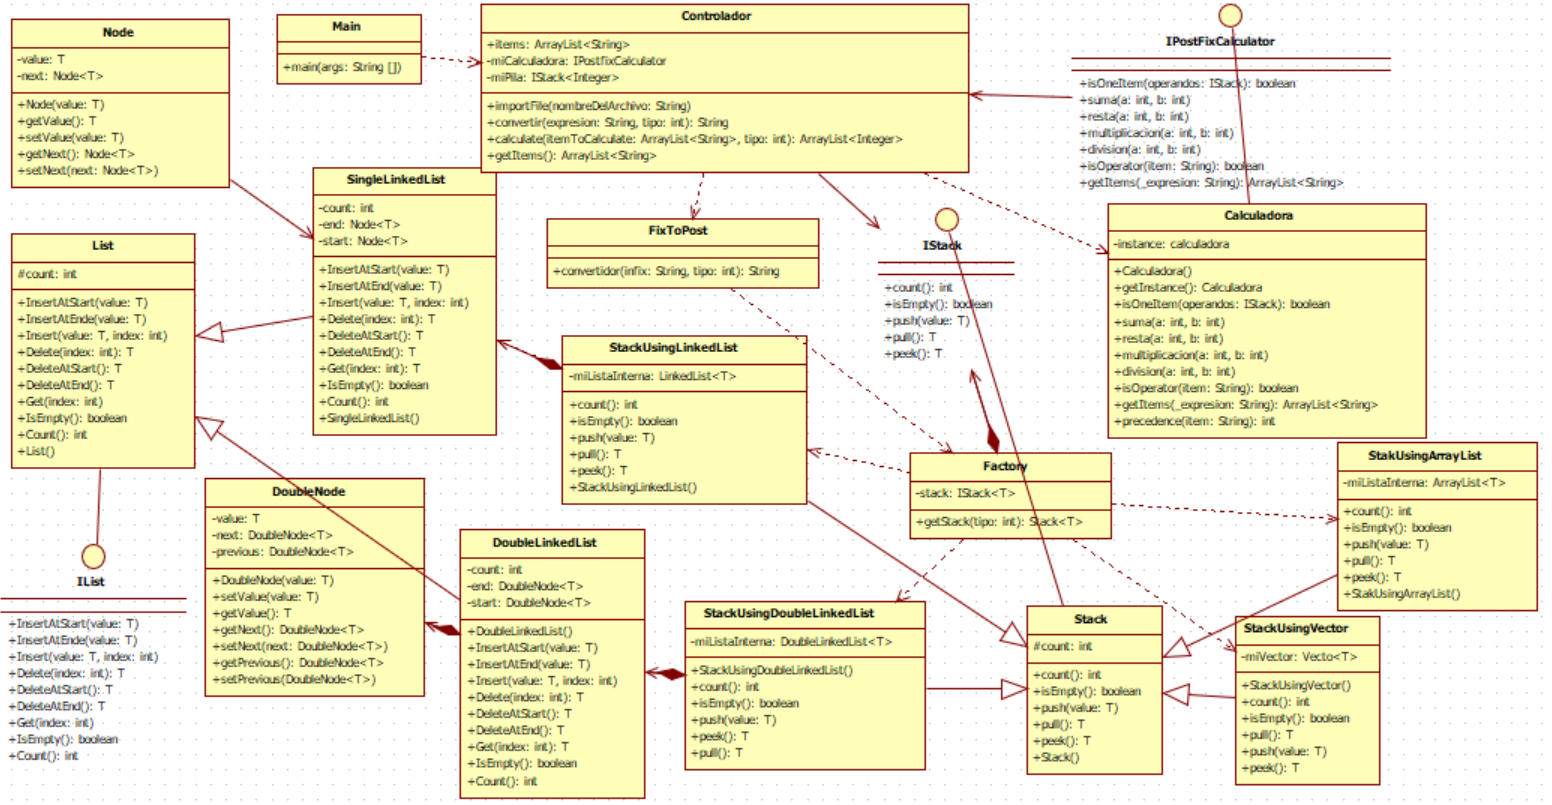 Node
-value: T
-next: Node<T>
+Node(value: T)
+getValue(): T
+setValue(value: T)
+getNext(): Node<T>
+setNext(next: Node<T>)
Main
+main(args: String [])
Controlador
+items: ArrayList<String>
-miCalculadora: IPostfixCalculator
-miPila: IStack<Integer>
+importFile(nombreDelArchivo: String)
+convertir(expresion: String, tipo: int): String
+calculate(itemToCalculate: ArrayList<String>, tipo: int): ArrayList<Integer>
+getItems(): ArrayList<String>
IPostFixCalculator
+isOneItem(operandos: IStack): boolean
+suma(a: int, b: int)
+resta(a: int, b: int)
+multiplicacion(a: int, b: int)
+division(a: int, b: int)
+isOperator(item: String): boolean
+getItems(_expresion: String): ArrayList<String>
SingleLinkedList
-count: int
-end: Node<T>
-start: Node<T>
+InsertAtStart(value: T)
+InsertAtEnd(value: T)
+Insert(value: T, index: int)
+Delete(index: int): T
+DeleteAtStart(): T
+DeleteAtEnd(): T
+Get(index: int): T
+IsEmpty(): boolean
+Count(): int
+SingleLinkedList()
List
#count: int
+InsertAtStart(value: T)
+InsertAtEnde(value: T)
+Insert(value: T, index: int)
+Delete(index: int): T
+DeleteAtStart(): T
+DeleteAtEnd(): T
+Get(index: int)
+IsEmpty(): boolean
+Count(): int
+List()
FixToPost
+convertidor(infix: String, tipo: int): String
IStack
+count(): int
+isEmpty(): boolean
+push(value: T)
+pull(): T
+peek(): T
Calculadora
-instance: calculadora
+Calculadora()
+getInstance(): Calculadora
+isOneItem(operandos: IStack): boolean
+suma(a: int, b: int)
+resta(a: int, b: int)
+multiplicacion(a: int, b: int)
+division(a: int, b: int)
+isOperator(item: String): boolean
+getItems(_expresion: String): ArrayList<String>
+precedence(item: String): int
StackUsingLinkedList
-miListaInterna: LinkedList<T>
+count(): int
+isEmpty(): boolean
+push(value: T)
+pull(): T
+peek(): T
+StackUsingLinkedList()
Factory
-stack: IStack<T>
+getStack(tipo: int): Stack<T>
StakUsingArrayList
-miListaInterna: ArrayList<T>
+count(): int
+isEmpty(): boolean
+push(value: T)
+pull(): T
+peek(): T
+StakUsingArrayList()
DoubleNode
-value: T
-next: DoubleNode<T>
-previous: DoubleNode<T>
+DoubleNode(value: T)
+setValue(value: T)
+getValue(): T
+getNext(): DoubleNode<T>
+setNext(next: DoubleNode<T>)
+getPrevious(): DoubleNode<T>
+setPrevious(DoubleNode<T>)
IList
+InsertAtStart(value: T)
+InsertAtEnde(value: T)
+Insert(value: T, index: int)
+Delete(index: int): T
+DeleteAtStart(): T
+DeleteAtEnd(): T
+Get(index: int)
+IsEmpty(): boolean
+Count(): int
DoubleLinkedList
-count: int
-end: DoubleNode<T>
-start: DoubleNode<T>
+DoubleLinkedList()
+InsertAtStart(value: T)
+InsertAtEnd(value: T)
+Insert(value: T, index: int)
+Delete(index: int): T
+DeleteAtStart(): T
+DeleteAtEnd(): T
+Get(index: int): T
+IsEmpty(): boolean
+Count(): int
StackUsingDoubleLinkedList
-miListaInterna: DoubleLinkedList<T>
+StackUsingDoubleLinkedList()
+count(): int
+isEmpty(): boolean
+push(value: T)
+peek(): T
+pull(): T
Stack
#count: int
+count(): int
+isEmpty(): boolean
+push(value: T)
+pull(): T
+peek(): T
+Stack()
StackUsingVector
-miVector: Vecto<T>
+StackUsingVector()
+count(): int
+isEmpty(): boolean
+pull(): T
+push(value: T)
+peek(): T